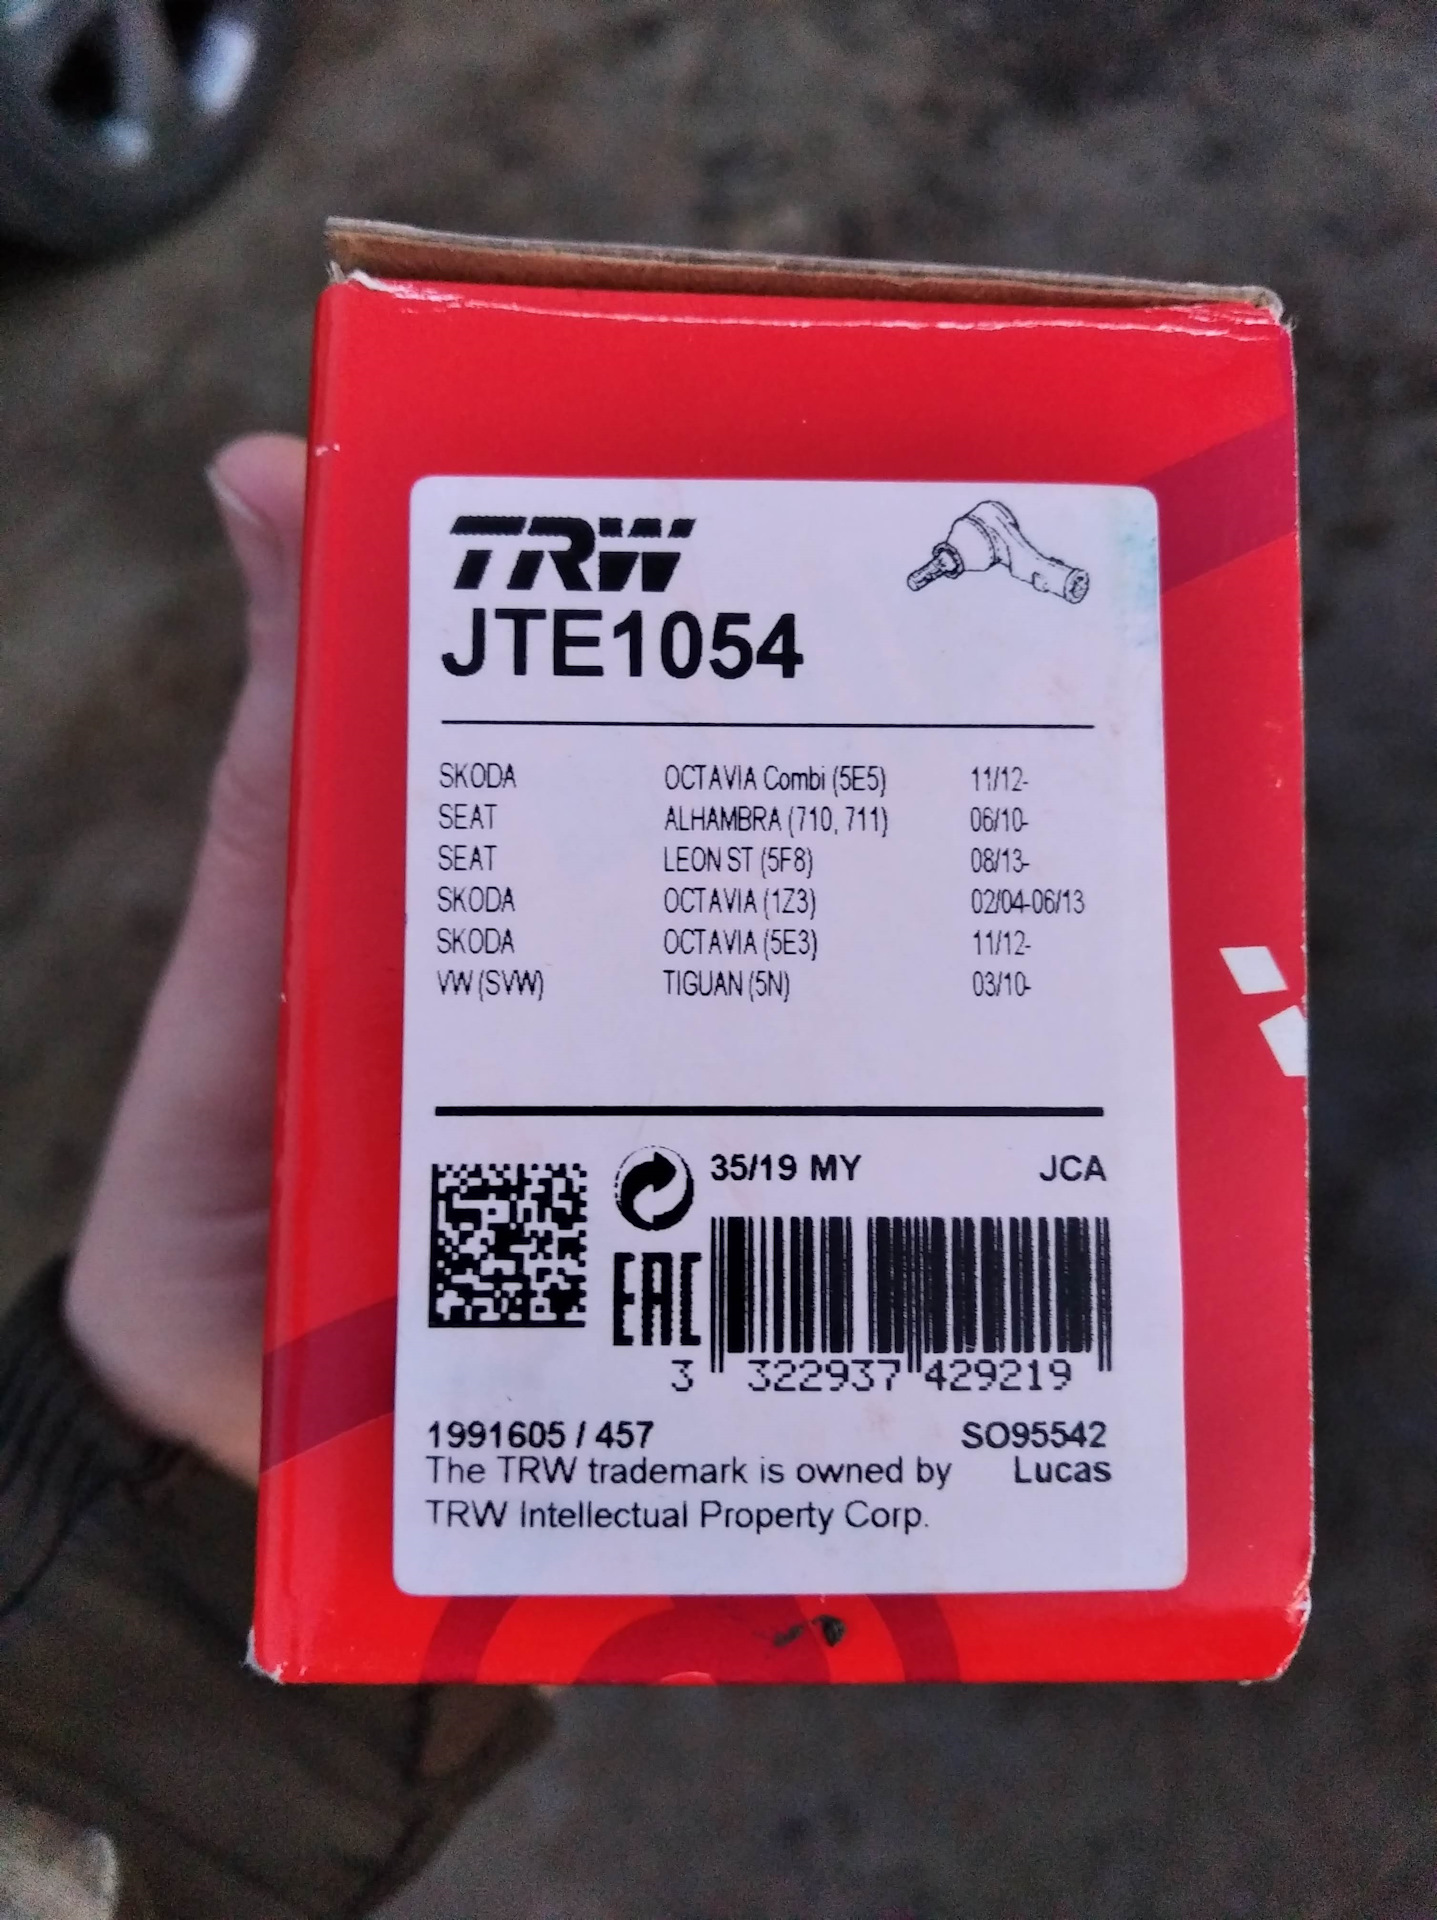 TRW
JTE1054
SKODA OCTAVIA Combi (5E5) 11/12-
SEAT ALHAMBRA (710, 711) 06/10-
SEAT LEON ST (5F8) 08/13-
SKODA OCTAVIA (1Z3) 02/04-06/13
SKODA OCTAVIA (5E3) 11/12-
VW (SVW) TIGUAN (5N) 03/10-
35/19 MY JCA
EAC
3 322937 429219
1991605 / 457 SO95542
The TRW trademark is owned by Lucas
TRW Intellectual Property Corp.